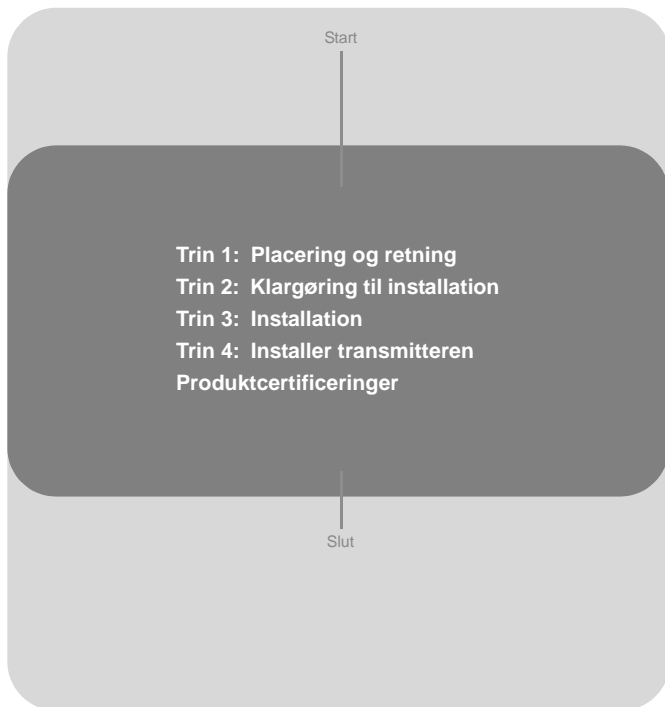 Start
Trin 1: Placering og retning
Trin 2: Klargøring til installation
Trin 3: Installation
Trin 4: Installer transmitteren
Produktcertificeringer
Slut